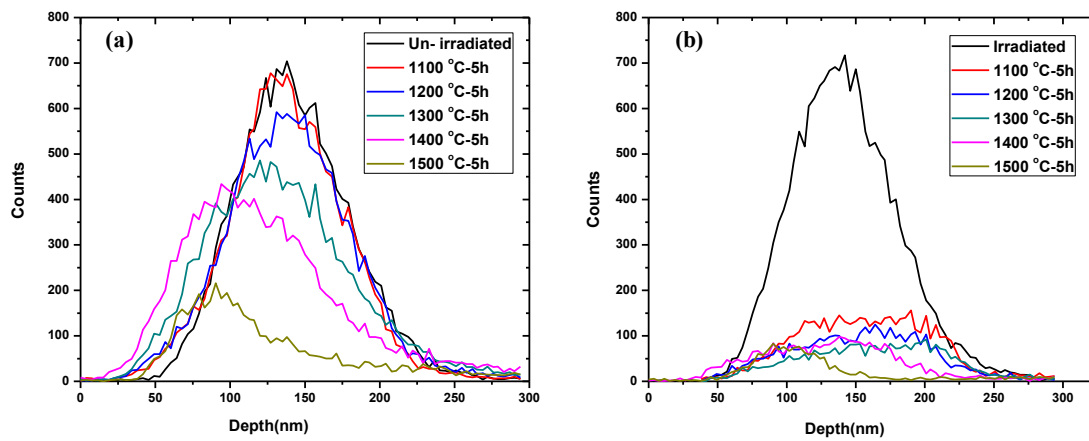 (a)
Un- irradiated
1100 °C-5h
1200 °C-5h
1300 °C-5h
1400 °C-5h
1500 °C-5h
800
700
600
500
400
300
200
100
0
Counts
0 50 100 150 200 250 300
Depth(nm)
(b)
Irradiated
1100 °C-5h
1200 °C-5h
1300 °C-5h
1400 °C-5h
1500 °C-5h
800
700
600
500
400
300
200
100
0
Counts
0 50 100 150 200 250 300
Depth(nm)